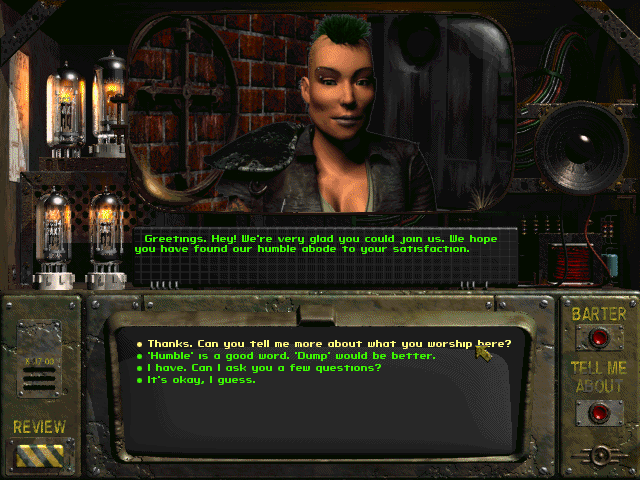 Greetings. Hey! We're very glad you could join us. We hope
you have found our humble abode to your satisfaction.
• Thanks. Can you tell me more about what you worship here?
• 'Humble' is a good word. 'Dump' would be better.
• I have. Can I ask you a few questions?
• It's okay, I guess.
BARTER
TELL ME
ABOUT
REVIEW